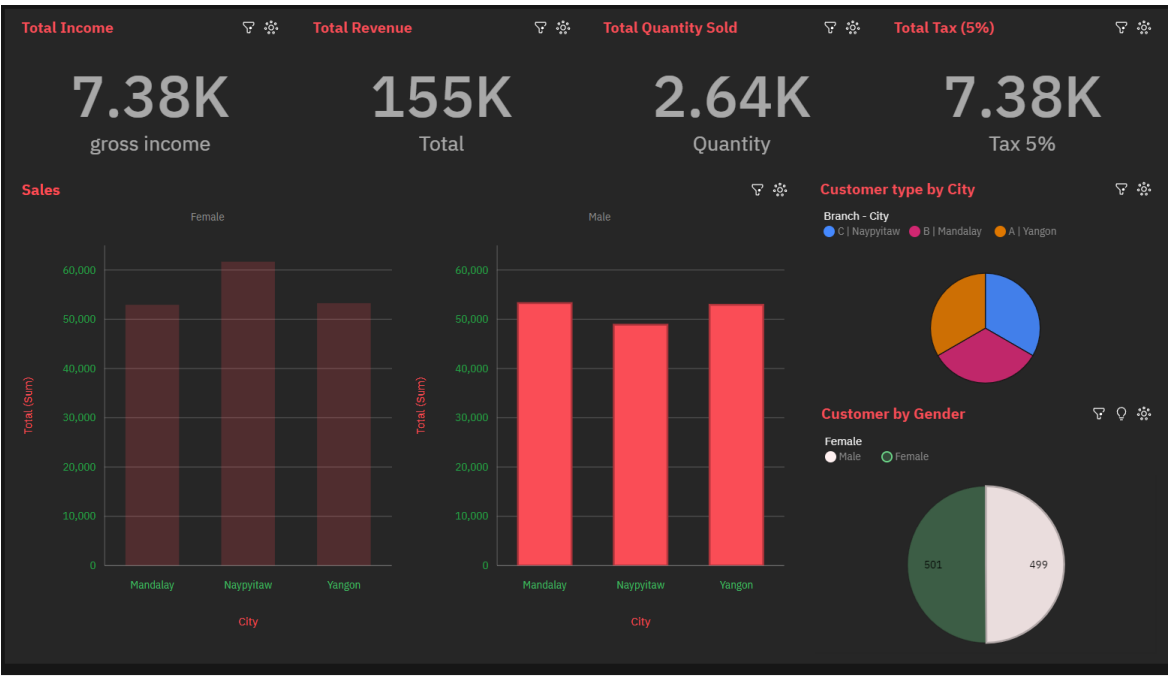 Total Income
Total Revenue
Total Quantity Sold
Total Tax (5%)
7.38K
gross income
155K
Total
2.64K
Quantity
7.38K
Tax 5%
Sales
Female
Male
Total (Sum)
60,000
50,000
40,000
30,000
20,000
10,000
0
Mandalay
Naypyitaw
Yangon
City
Total (Sum)
60,000
50,000
40,000
30,000
20,000
10,000
0
Mandalay
Naypyitaw
Yangon
City
Customer type by City
Branch - City
C | Naypyitaw
B | Mandalay
A | Yangon
Customer by Gender
Female
Male
Female
501
499